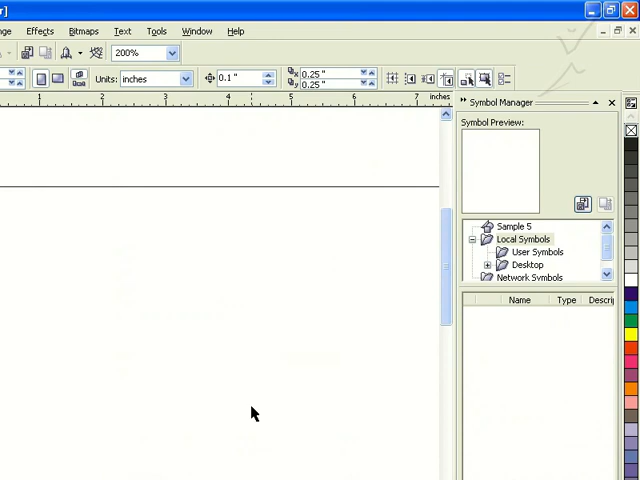 r]
nge Effects Bitmaps Text Tools Window Help
200%
Units: inches 0.1 " x 0.25 "
y 0.25 "
1 2 3 4 5 6 7 inches
Symbol Manager
Symbol Preview:
Sample 5
Local Symbols
User Symbols
Desktop
Network Symbols
Name Type Descrip